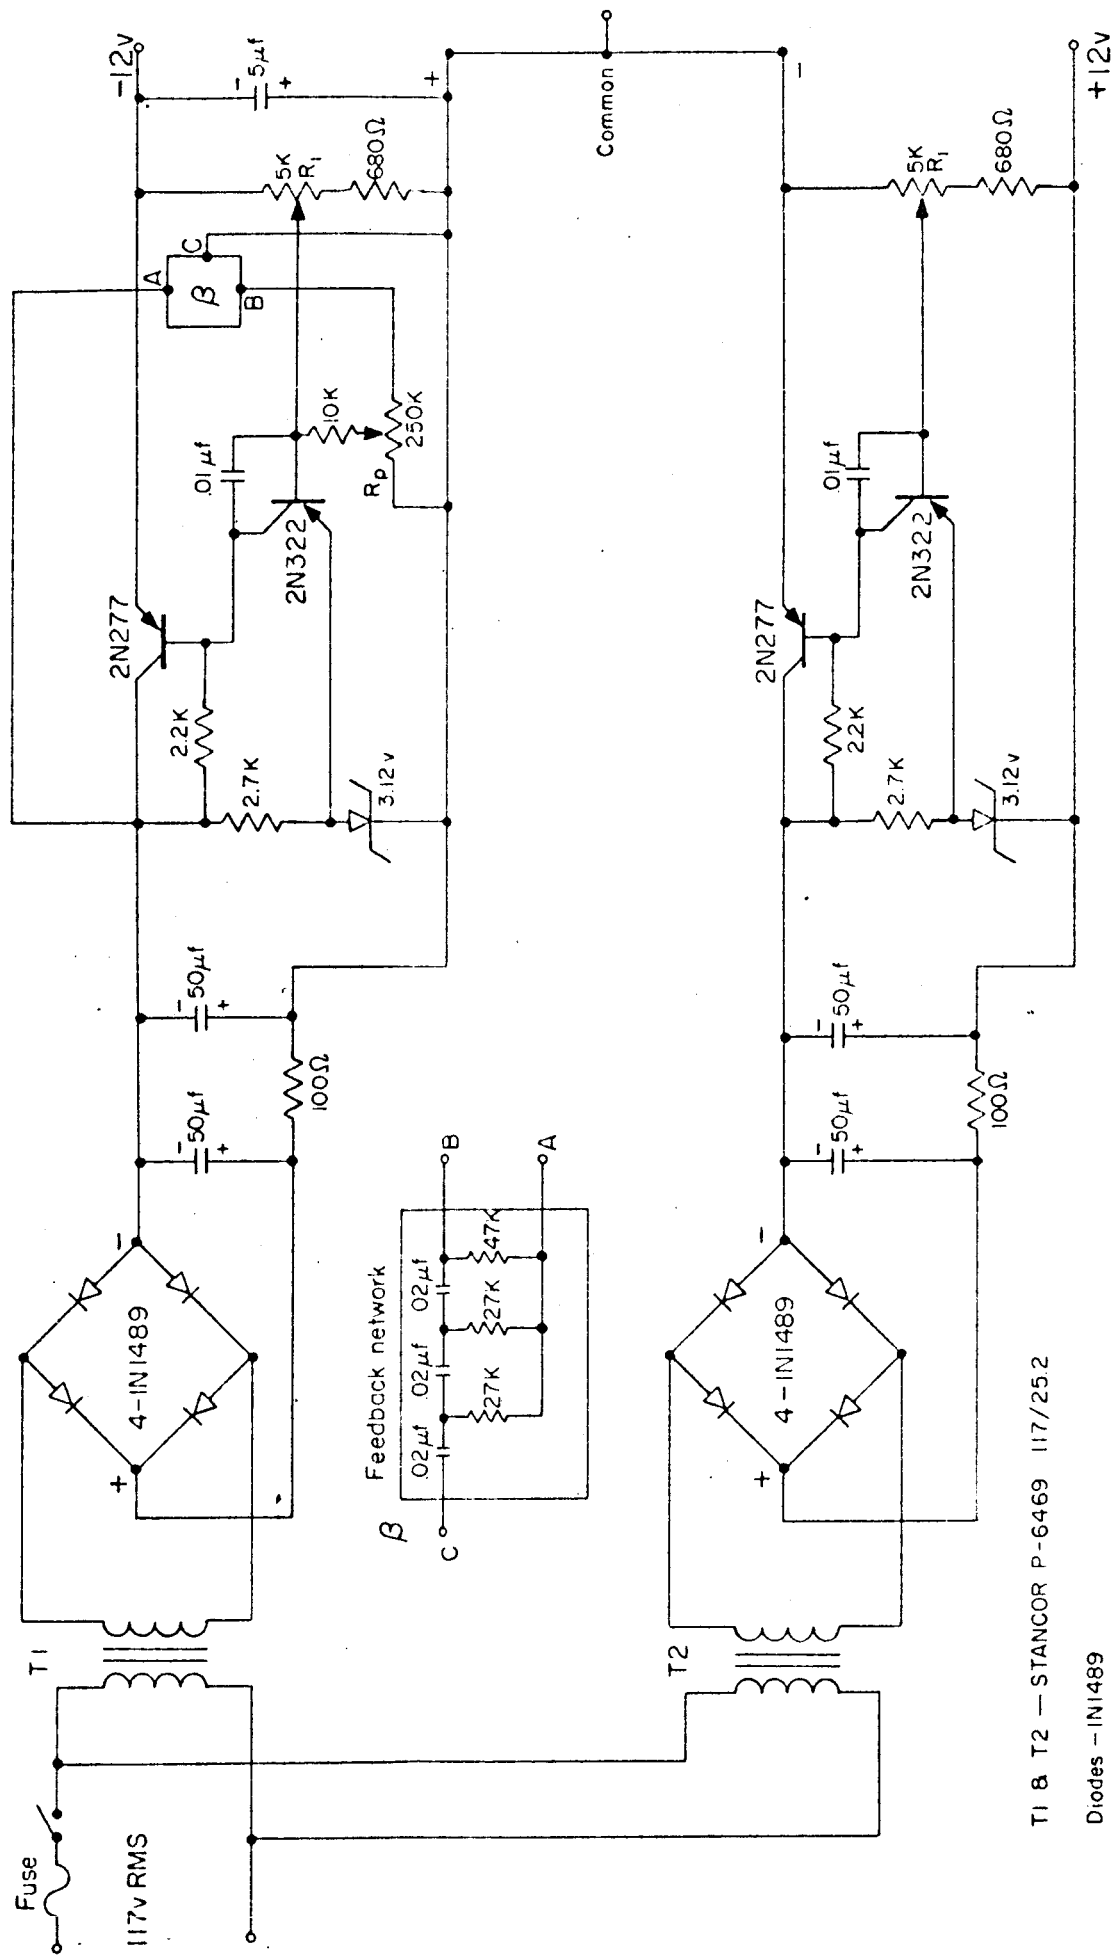 Fuse
117v RMS
T1
+
4-1N1489
−
− 50µf +
− 50µf +
100Ω
2.2K
2.7K
3.12v
2N277
2N322
.01µf
10K
Rp
250K
A
β
B
C
5K
R1
680Ω
− 5µf +
−12v
+
Common
β
Feedback network
C
.02µf
.02µf
.02µf
27K
27K
47K
B
A
T2
+
4-1N1489
−
− 50µf +
− 50µf +
100Ω
22K
2.7K
3.12v
2N277
2N322
.01µf
5K
R1
680Ω
−
+12v
T1 & T2 — STANCOR P-6469 117/25.2
Diodes — 1N1489